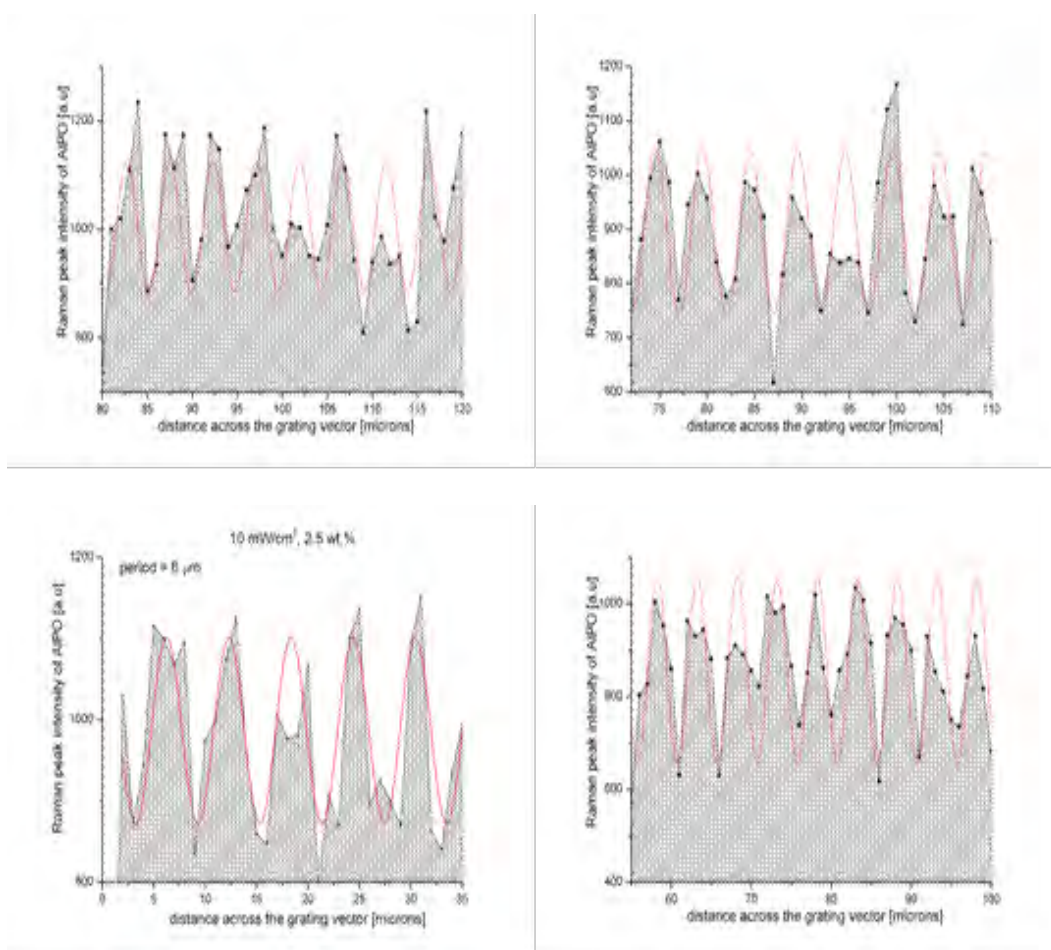 Raman peak intensity of AlPO [a.u]
1200
1000
800
80 85 90 95 100 105 110 115 120
distance across the grating vector [microns]
Raman peak intensity of AlPO [a.u]
1200
1100
1000
900
800
700
600
75 80 85 90 95 100 105 110
distance across the grating vector [microns]
10 mW/cm², 2.5 wt.%
period = 6 μm
Raman peak intensity of AlPO [a.u]
1200
1000
800
0 5 10 15 20 25 30 35
distance across the grating vector [microns]
Raman peak intensity of AlPO [a.u]
1000
800
600
400
60 70 80 90 100
distance across the grating vector [microns]